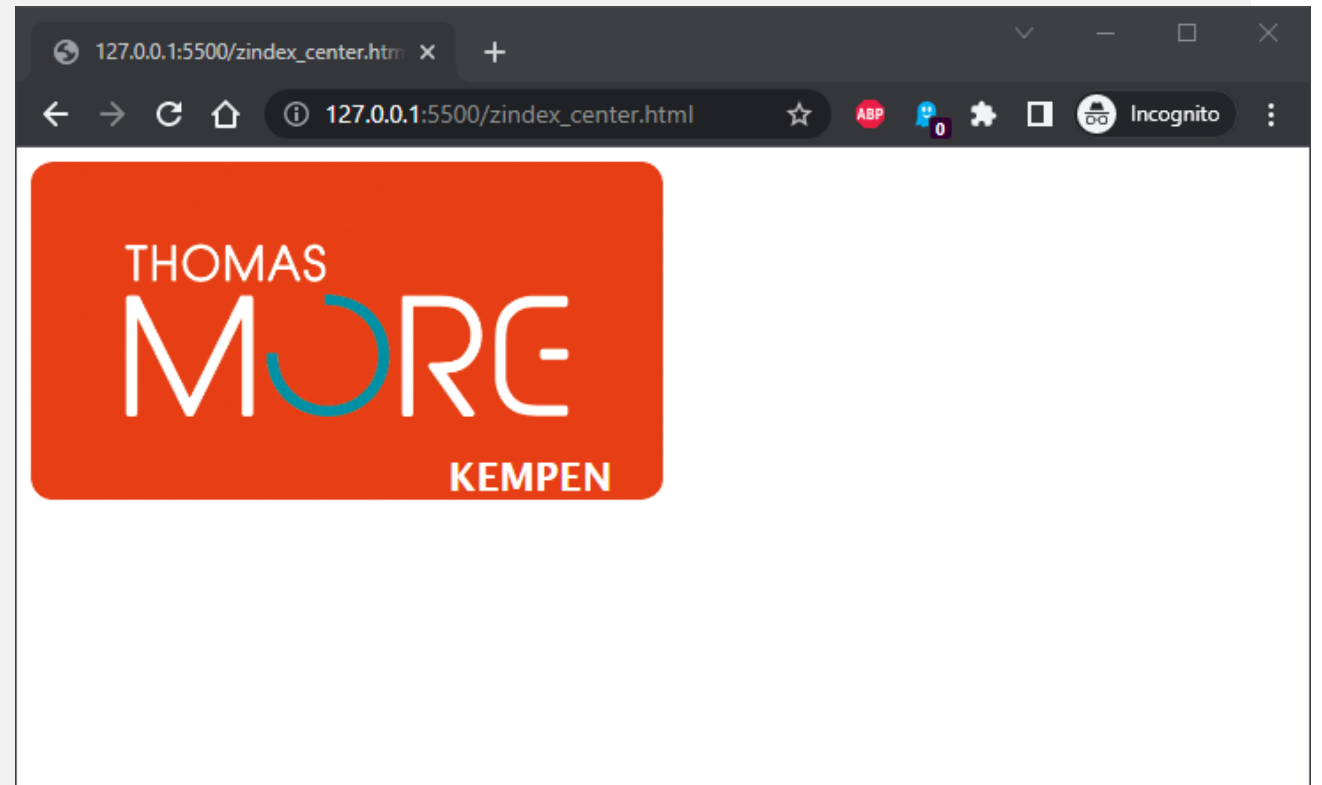 127.0.0.1:5500/zindex_center.htm
127.0.0.1:5500/zindex_center.html
ABP
0
Incognito
THOMAS
MORE
KEMPEN